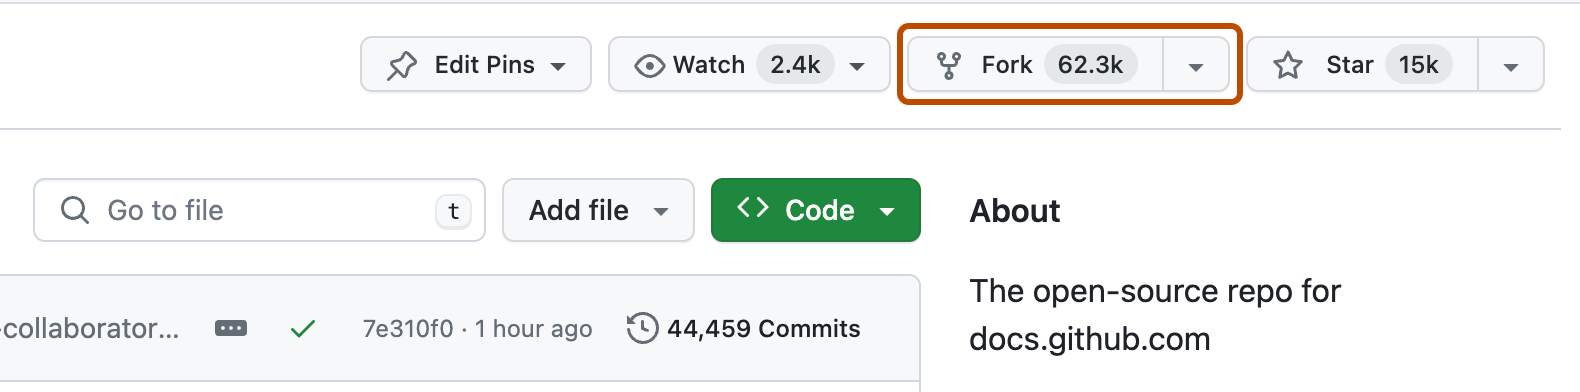 Edit Pins Watch 2.4k Fork 62.3k Star 15k
Go to file t Add file <> Code About
The open-source repo for
-collaborator... 7e310f0 · 1 hour ago 44,459 Commits
docs.github.com